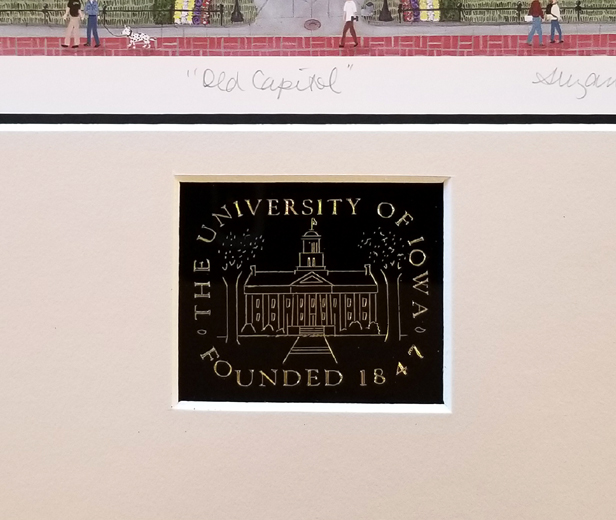 "Old Capitol"
THE UNIVERSITY OF IOWA
FOUNDED 1847